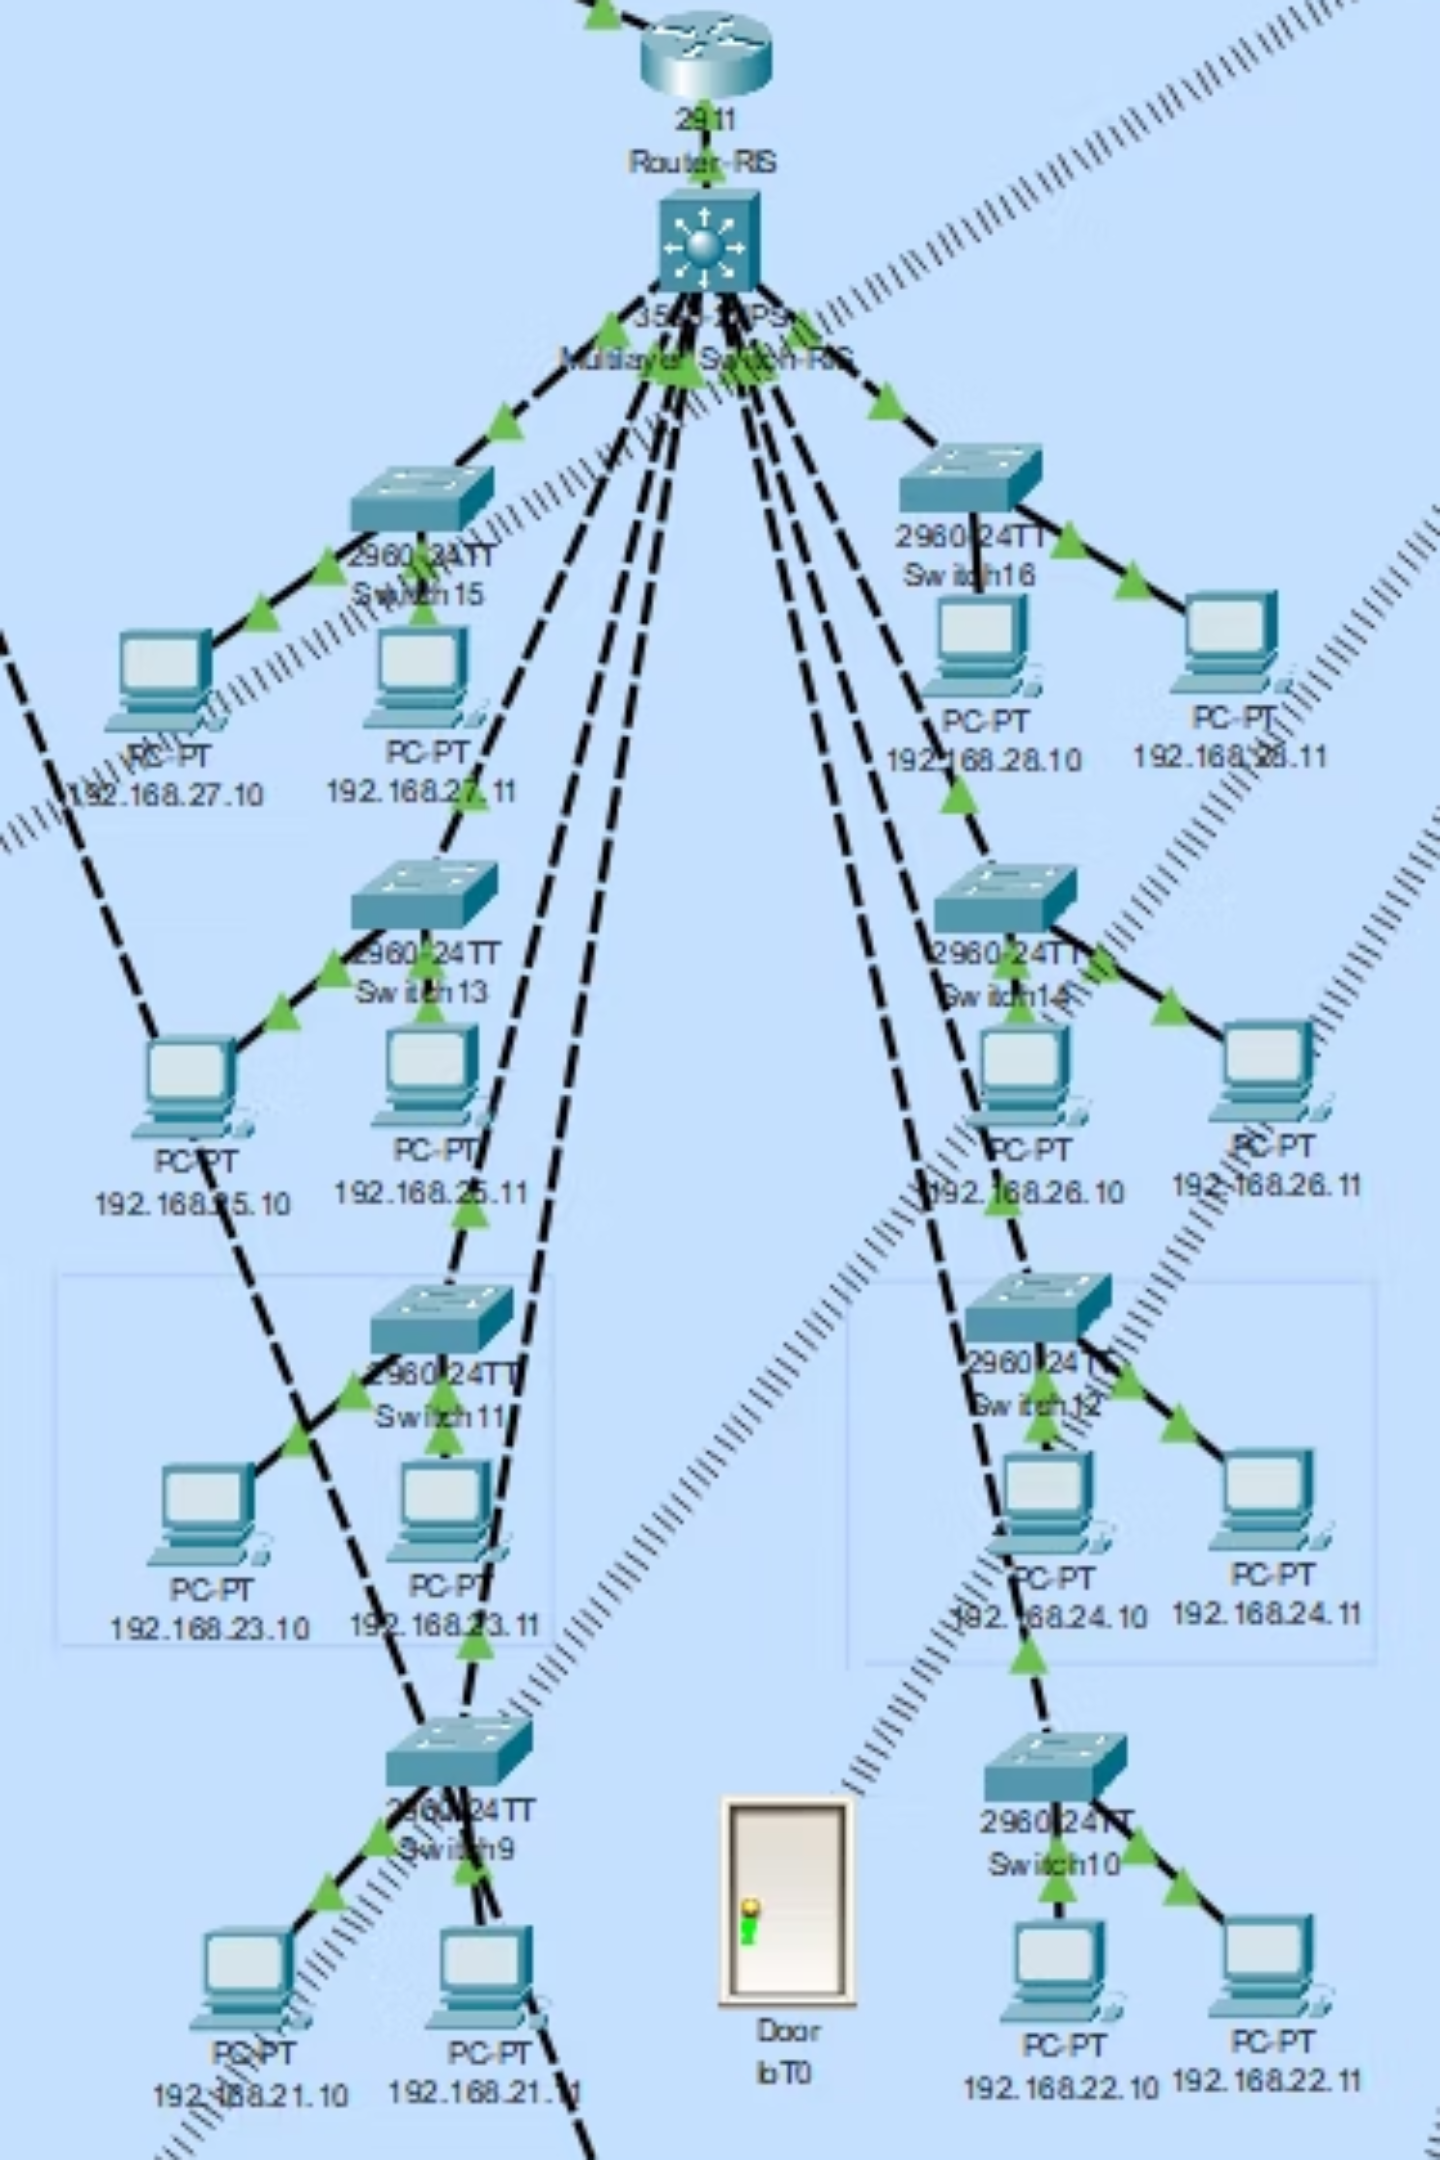 2911
Router-RIS
Multilayer Switch-RIS
2960-24TT
Switch15
2960-24TT
Switch16
PC-PT
192.168.27.10
PC-PT
192.168.27.11
PC-PT
192.168.28.10
PC-PT
192.168.28.11
2960-24TT
Switch13
2960-24TT
Switch14
PC-PT
192.168.25.10
PC-PT
192.168.25.11
PC-PT
192.168.26.10
PC-PT
192.168.26.11
2960-24TT
Switch11
2960-24TT
Switch12
PC-PT
192.168.23.10
PC-PT
192.168.23.11
PC-PT
192.168.24.10
PC-PT
192.168.24.11
2960-24TT
Switch9
2960-24TT
Switch10
PC-PT
192.168.21.10
PC-PT
192.168.21.11
Door
IoT0
PC-PT
192.168.22.10
PC-PT
192.168.22.11